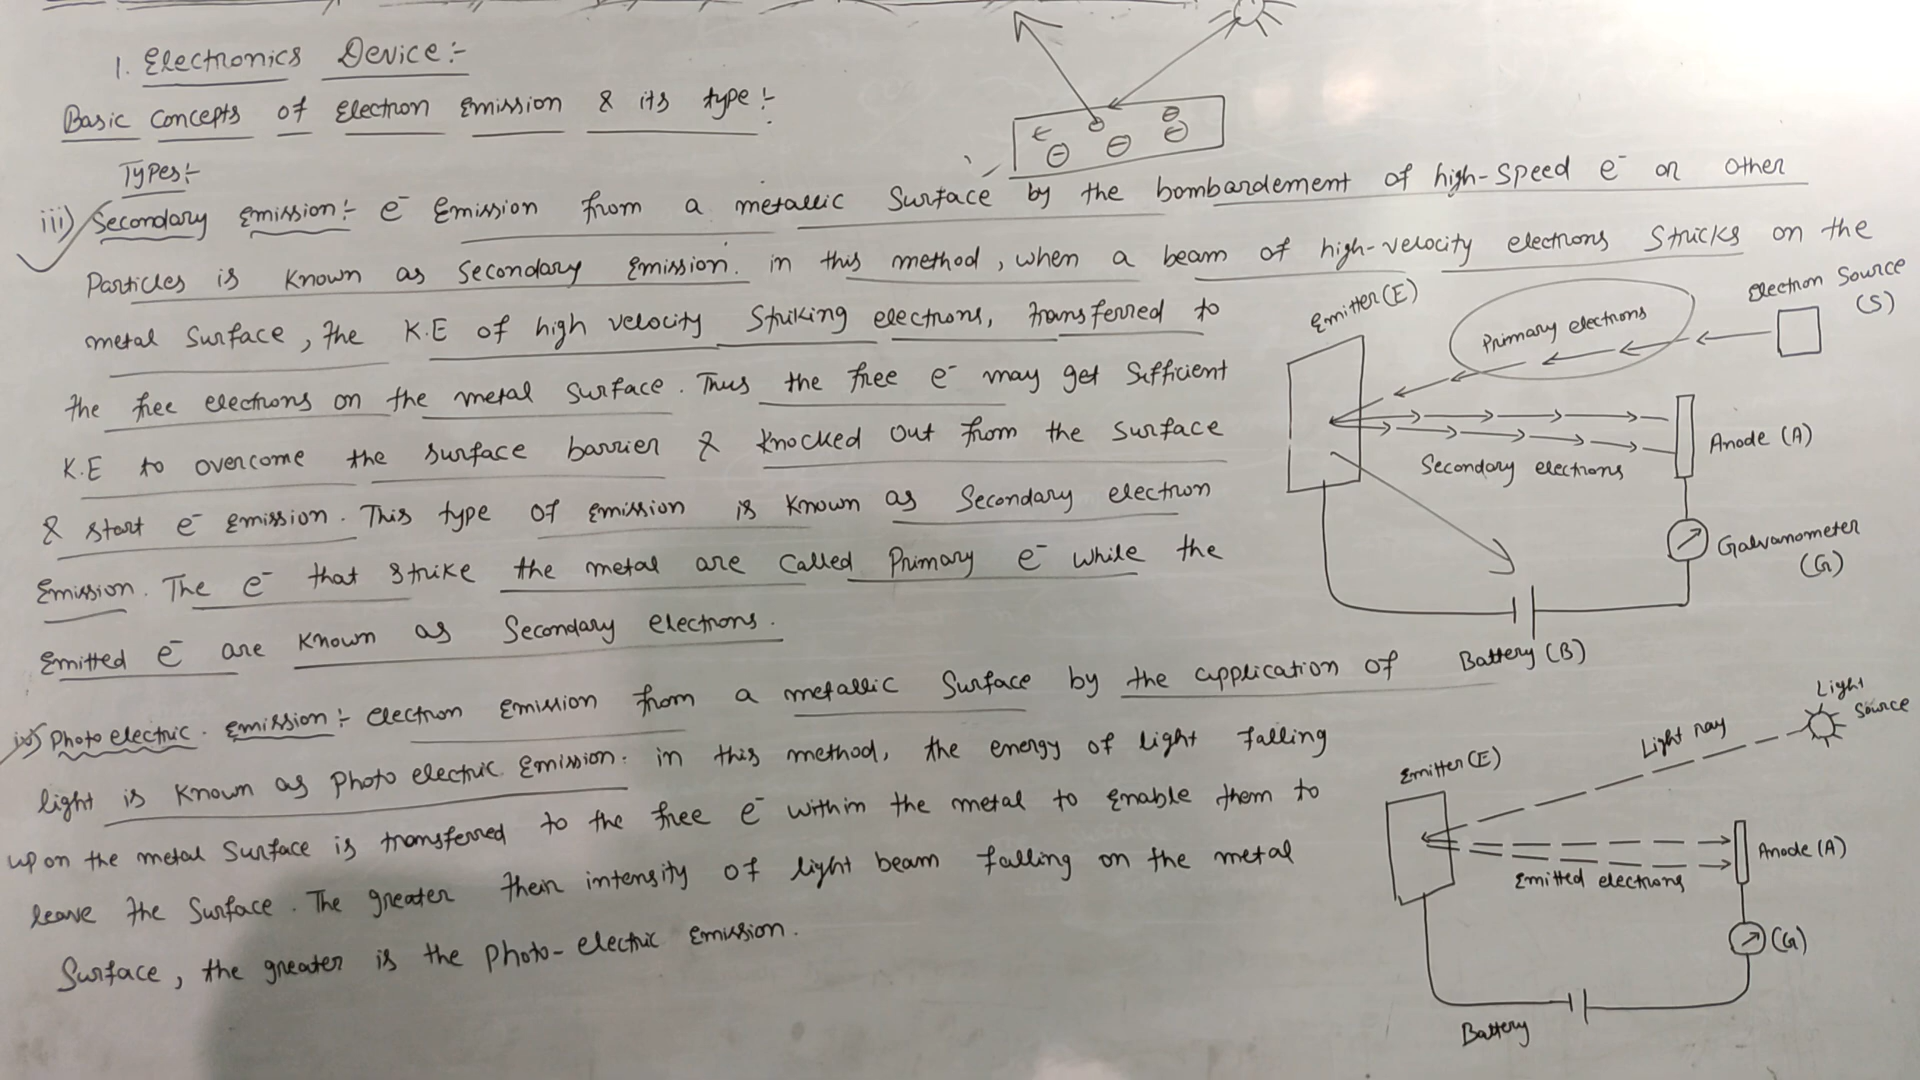 1. Electronics Device:-
Basic Concepts of Electron Emission & its type:-
Types:-
iii) Secondary Emission:- e⁻ Emission from a metallic Surface by the bombardement of high-speed e⁻ or other
Particles is known as Secondary Emission. in this method, when a beam of high-velocity electrons Stricks on the
metal Surface, the K.E of high velocity Striking electrons, transferred to
the free electrons on the metal surface. Thus the free e⁻ may get Sufficient
K.E to overcome the surface barrier & knocked out from the surface
& start e⁻ emission. This type of emission is known as Secondary electron
Emission. The e⁻ that strike the metal are called Primary e⁻ while the
Emitted e⁻ are known as Secondary electrons.
Emitter (E)
Primary electrons
Electron Source
(S)
Secondary electrons
Anode (A)
Galvanometer
(G)
Battery (B)
iv) Photo electric Emission:- electron emission from a metallic Surface by the application of
light is known as photo electric Emission. in this method, the energy of light falling
upon the metal Surface is transferred to the free e⁻ within the metal to enable them to
leave the Surface. The greater their intensity of light beam falling on the metal
Surface, the greater is the photo-electric emission.
Light
Source
Light ray
Emitter (E)
Anode (A)
Emitted electrons
(G)
Battery